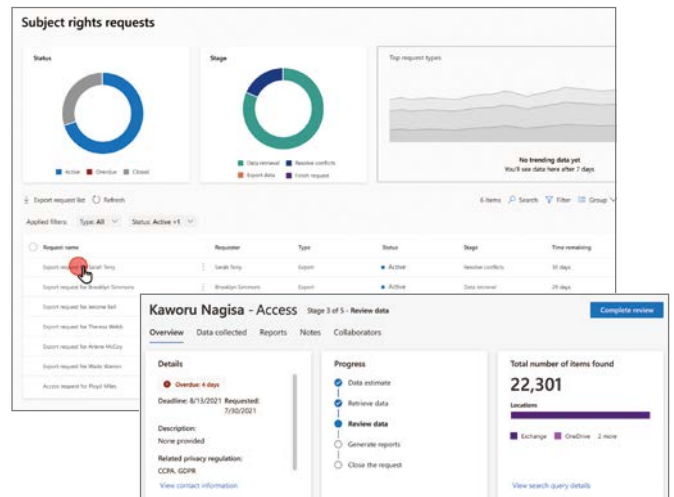 Subject rights requests
Status
Stage
Top request types
Active Overdue Closed
Data retrieval Resolve conflicts
Export data Finish request
No trending data yet
You'll see data here after 7 days
Export request list Refresh
6 items Search Filter Group
Applied filters: Type: All Status: Active +1
Request name Requester Type Status Stage Time remaining
Export request for Sarah Terry Sarah Terry Export Active Resolve conflicts 30 days
Export request for Brooklyn Simmons Brooklyn Simmons Export Active Data retrieval 29 days
Export request for Jerome Bell
Export request for Theresa Webb
Export request for Arlene McCoy
Export request for Wade Warren
Access request for Floyd Miles
Kaworu Nagisa - Access Stage 3 of 5 - Review data
Complete review
Overview Data collected Reports Notes Collaborators
Details
Overdue: 4 days
Deadline: 8/13/2021 Requested:
7/30/2021
Description:
None provided
Related privacy regulation:
CCPA, GDPR
View contact information
Progress
Data estimate
Retrieve data
Review data
Generate reports
Close the request
Total number of items found
22,301
Locations
Exchange OneDrive 2 more
View search query details